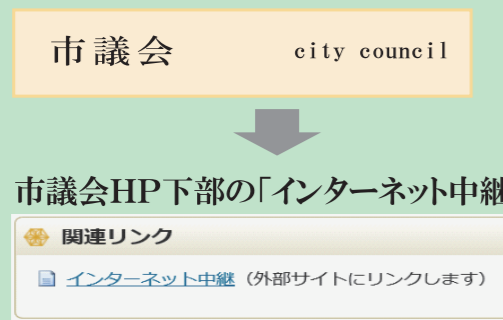 市議会 city council
市議会HP下部の「インターネット中継
関連リンク
インターネット中継（外部サイトにリンクします）